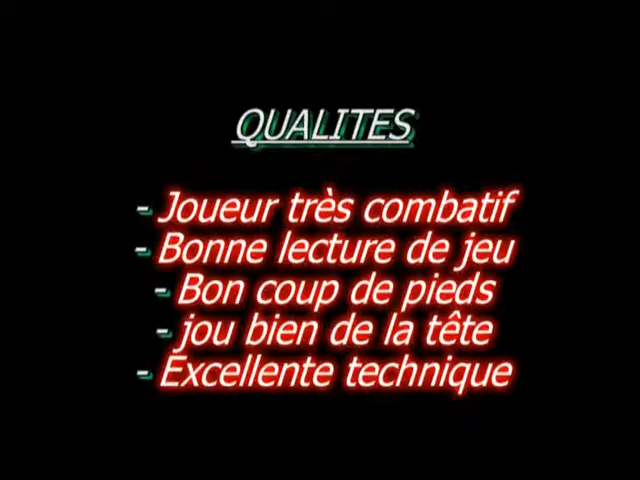 QUALITES
- Joueur très combatif
- Bonne lecture de jeu
- Bon coup de pieds
- jou bien de la tête
- Excellente technique